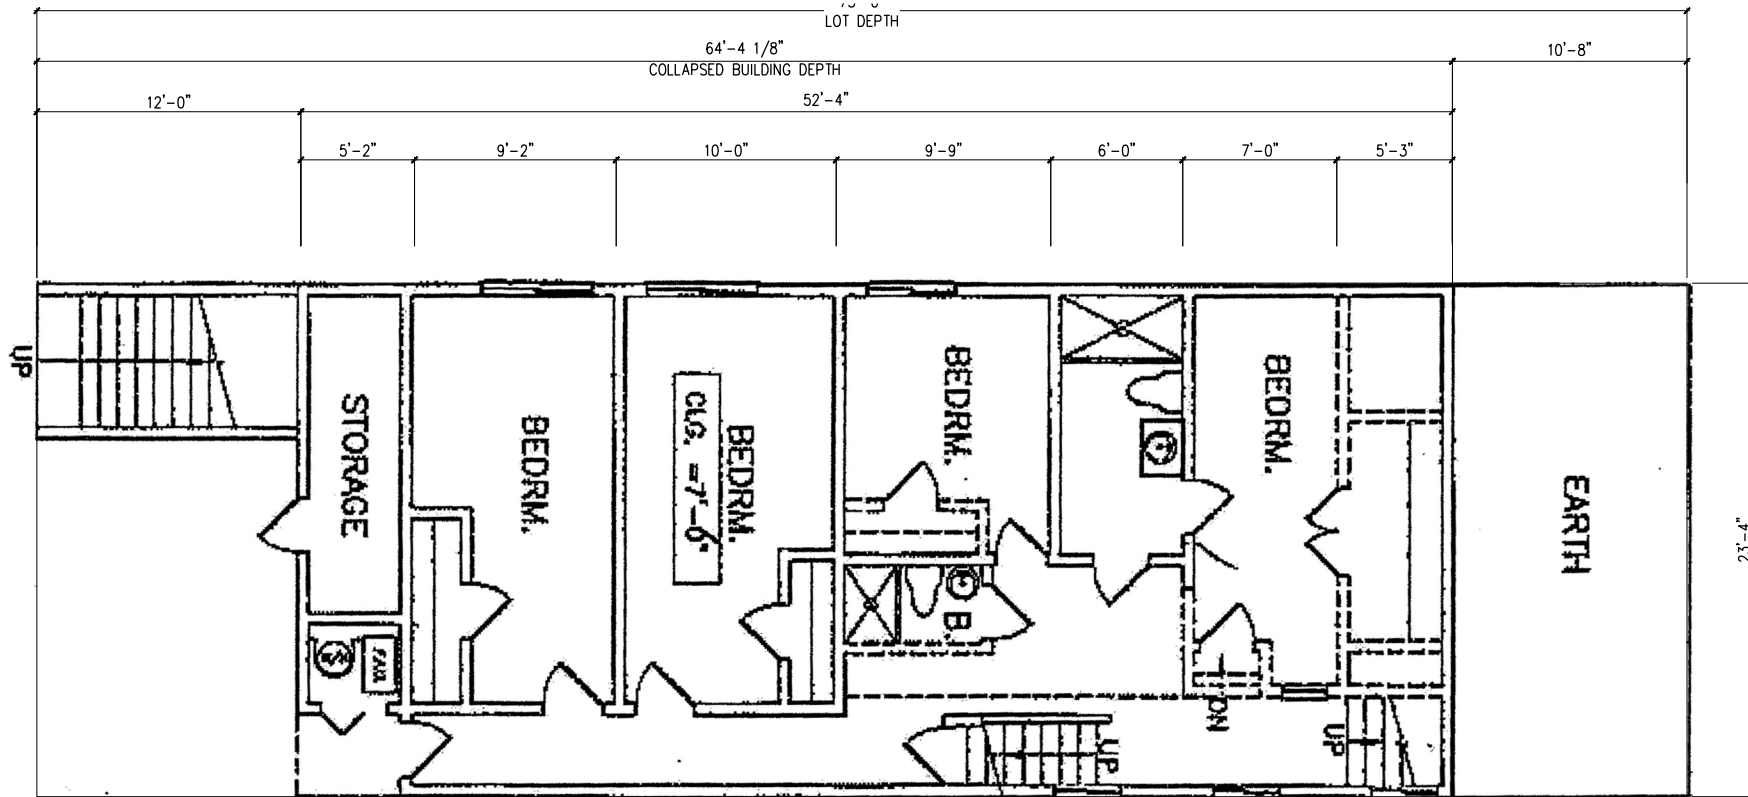 LOT DEPTH
64'-4 1/8"
10'-8"
COLLAPSED BUILDING DEPTH
12'-0"
52'-4"
5'-2"
9'-2"
10'-0"
9'-9"
6'-0"
7'-0"
5'-3"
UP
STORAGE
BEDRM.
BEDRM.
CLG. =7'-6"
BEDRM.
BEDRM.
EARTH
23'-4"
B.
DN
UP
UP